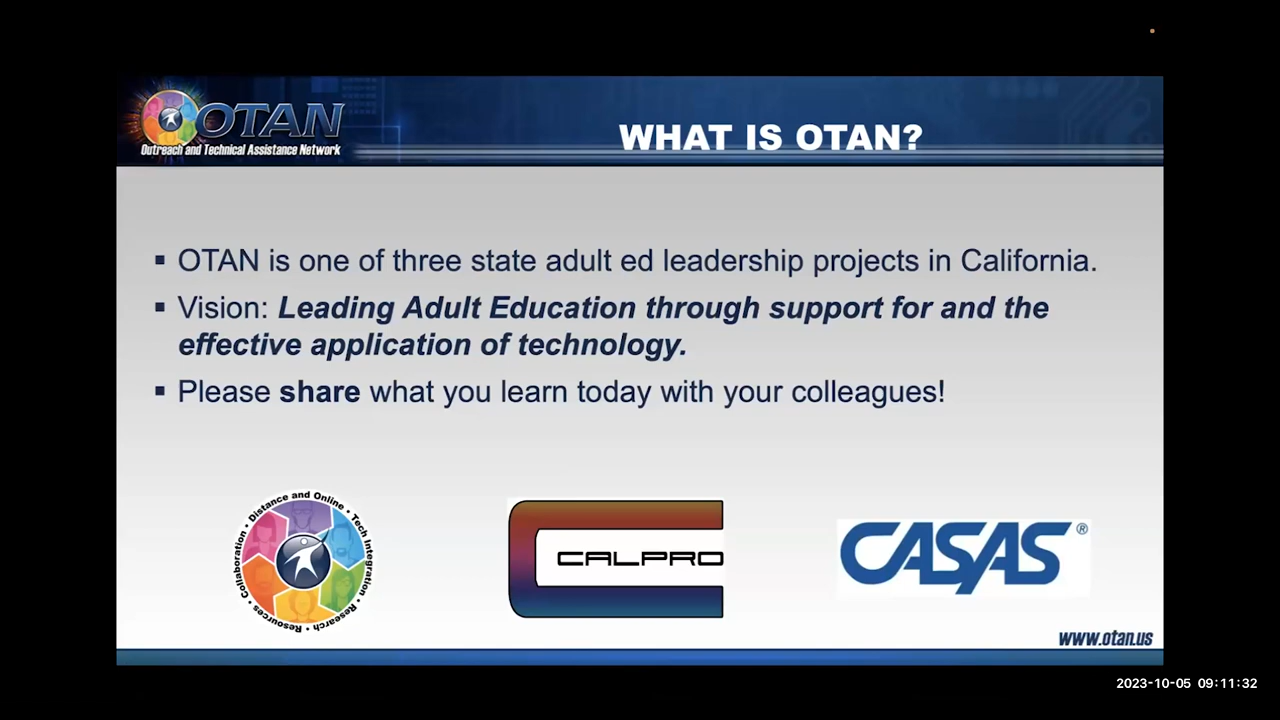 OTAN
Outreach and Technical Assistance Network
WHAT IS OTAN?
▪ OTAN is one of three state adult ed leadership projects in California.
▪ Vision: Leading Adult Education through support for and the
effective application of technology.
▪ Please share what you learn today with your colleagues!
Distance and Online • Tech Integration • Research • Resources • Collaboration •
CALPRO
CASAS®
www.otan.us
2023-10-05 09:11:32